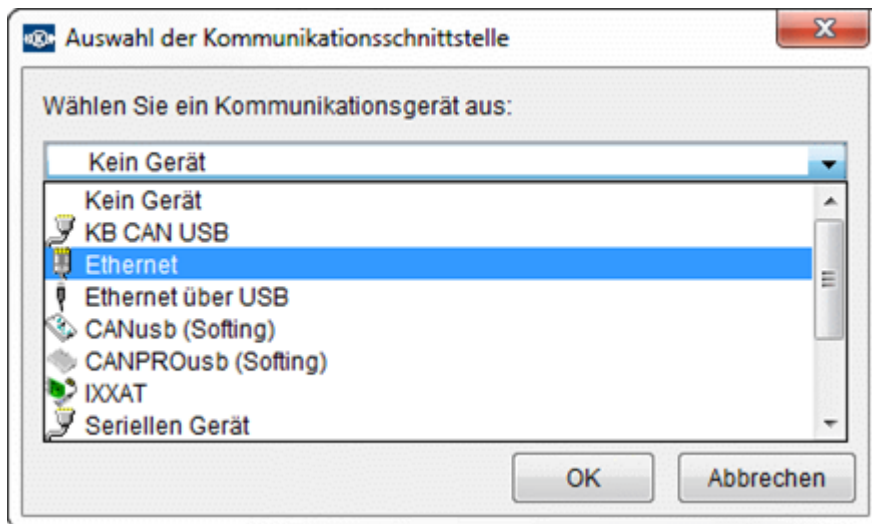 Auswahl der Kommunikationsschnittstelle
Wählen Sie ein Kommunikationsgerät aus:
Kein Gerät
Kein Gerät
KB CAN USB
Ethernet
Ethernet über USB
CANusb (Softing)
CANPROusb (Softing)
IXXAT
Seriellen Gerät
OK Abbrechen